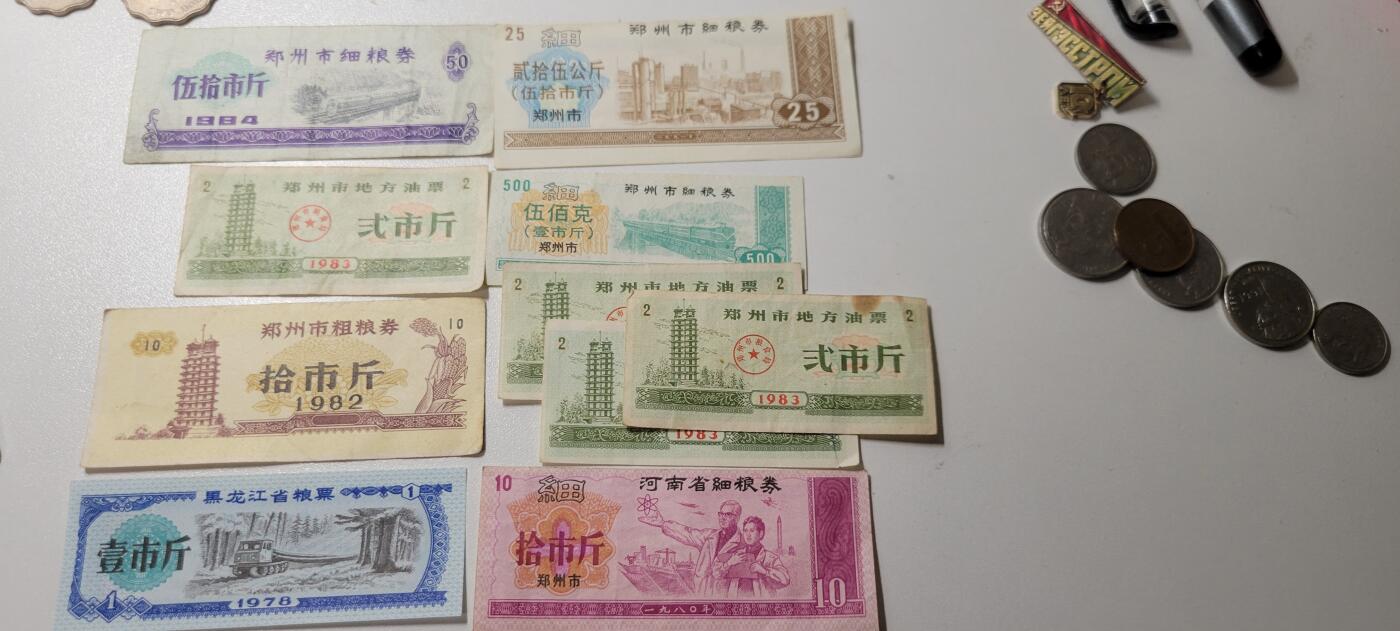 郑州市细粮券
50
伍拾市斤
1984
25
细
郑州市细粮券
贰拾伍公斤
(伍拾市斤)
郑州市
25
2
郑州市地方油票
2
弍市斤
1983
500
细
郑州市细粮券
伍佰克
(壹市斤)
郑州市
500
2
郑州市地方油票
2
2
1983
2
郑州市地方油票
2
弍市斤
1983
10
郑州市粗粮券
10
拾市斤
1982
黑龙江省粮票
1
壹市斤
1
1978
10
细
河南省细粮券
拾市斤
郑州市
10
一九八〇年